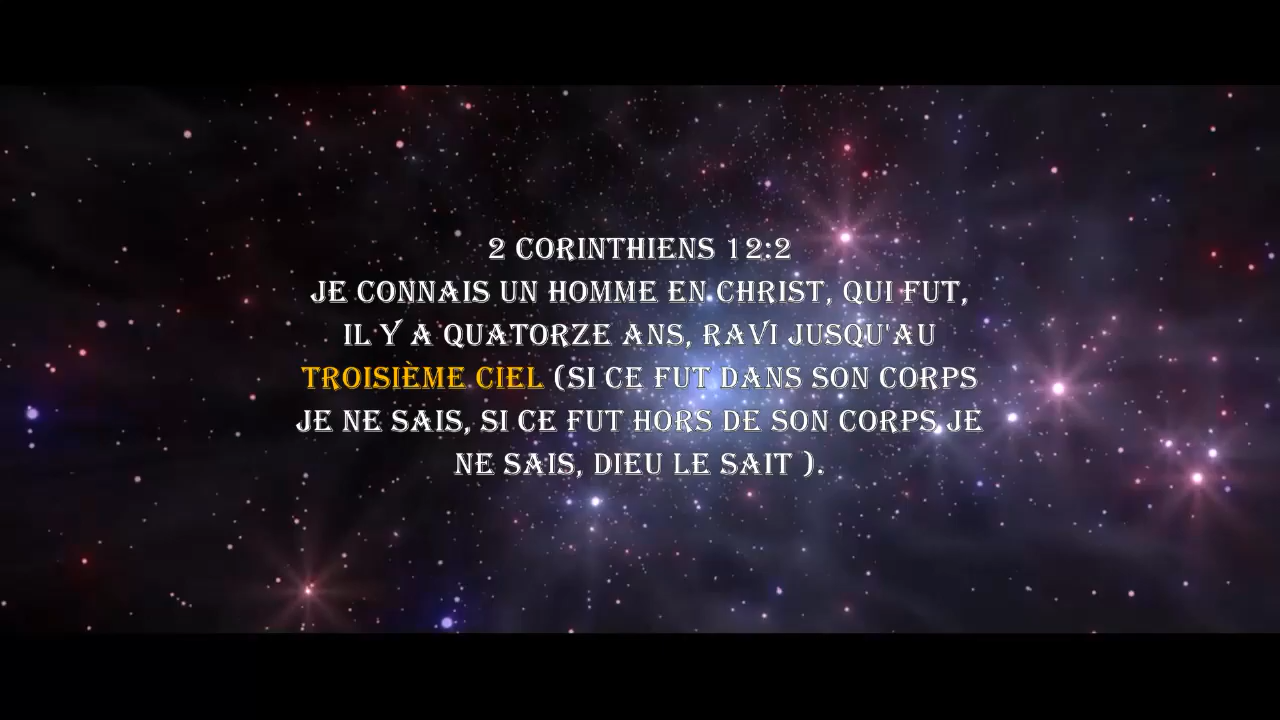 2 CORINTHIENS 12:2
JE CONNAIS UN HOMME EN CHRIST, QUI FUT,
IL Y A QUATORZE ANS, RAVI JUSQU'AU
TROISIÈME CIEL (SI CE FUT DANS SON CORPS
JE NE SAIS, SI CE FUT HORS DE SON CORPS JE
NE SAIS, DIEU LE SAIT ).